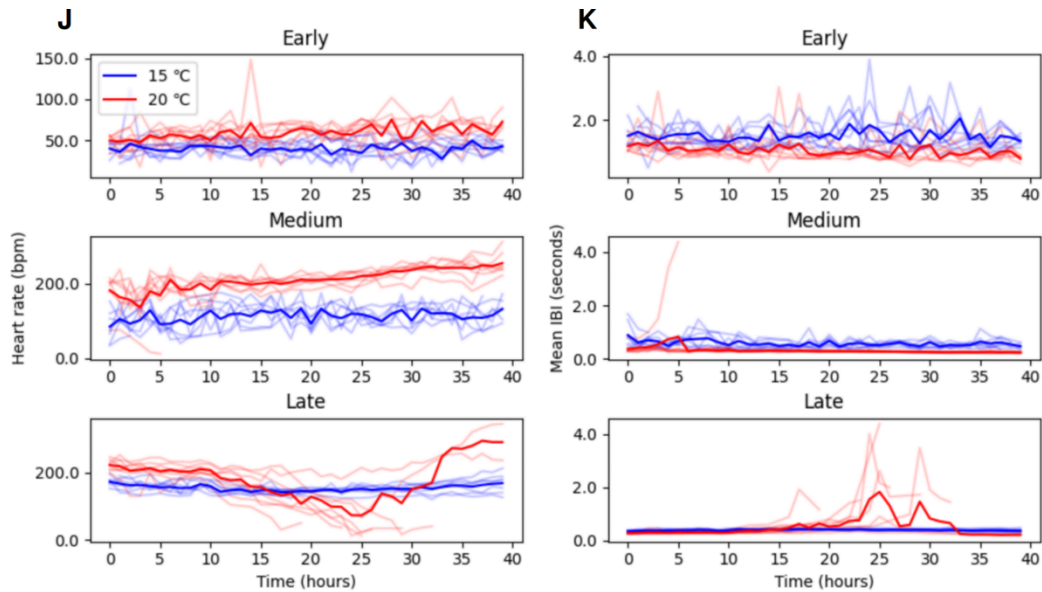 J
K
Early
150.0
100.0
50.0
15 °C
20 °C
0 5 10 15 20 25 30 35 40
Early
4.0
2.0
0 5 10 15 20 25 30 35 40
Heart rate (bpm)
Medium
200.0
0.0
0 5 10 15 20 25 30 35 40
Mean IBI (seconds)
Medium
4.0
2.0
0.0
0 5 10 15 20 25 30 35 40
Late
200.0
0.0
0 5 10 15 20 25 30 35 40
Time (hours)
Late
4.0
2.0
0.0
0 5 10 15 20 25 30 35 40
Time (hours)